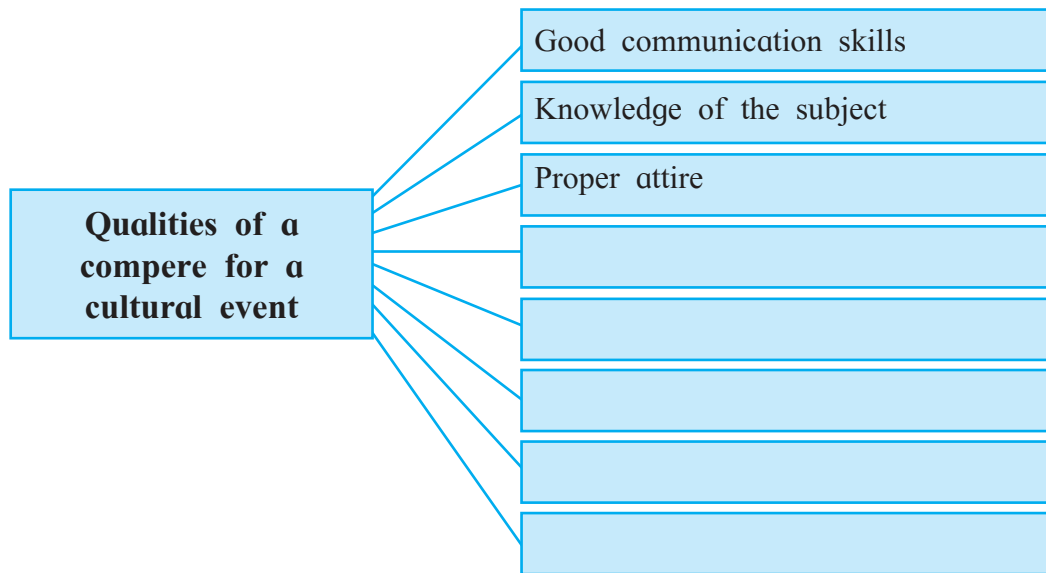 Good communication skills
Knowledge of the subject
Proper attire
Qualities of a
compere for a
cultural event